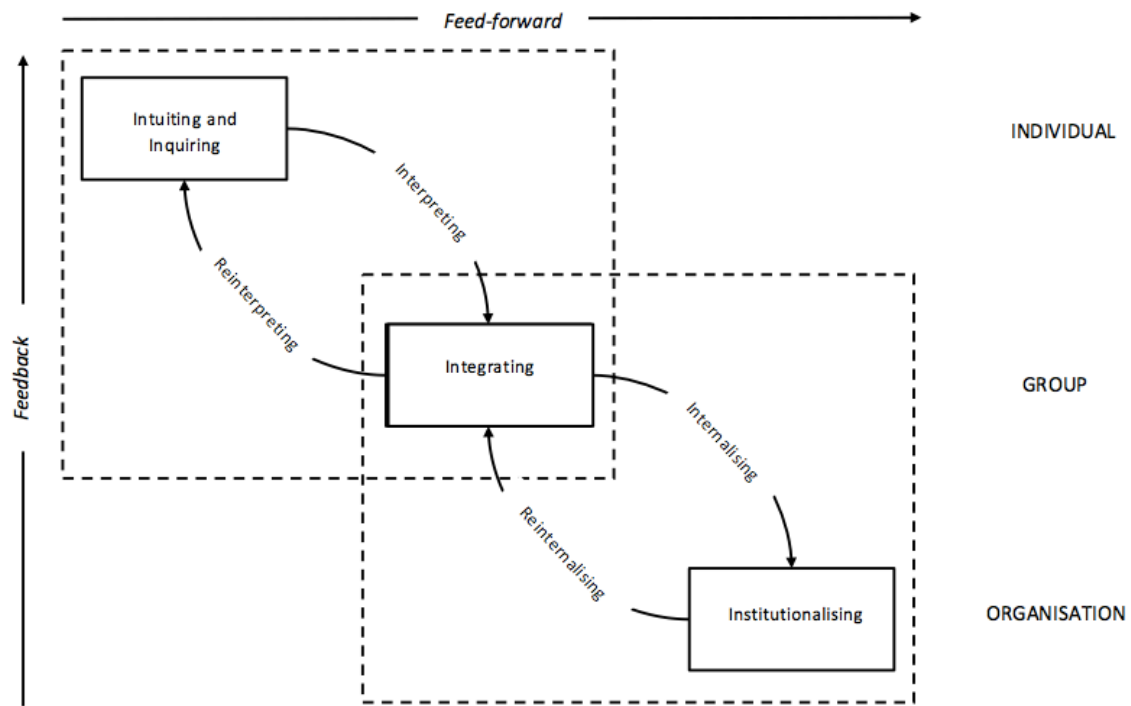 Feed-forward
Intuiting and
Inquiring
INDIVIDUAL
Interpreting
Reinterpreting
Integrating
GROUP
Feedback
Internalising
Reinternalising
Institutionalising
ORGANISATION